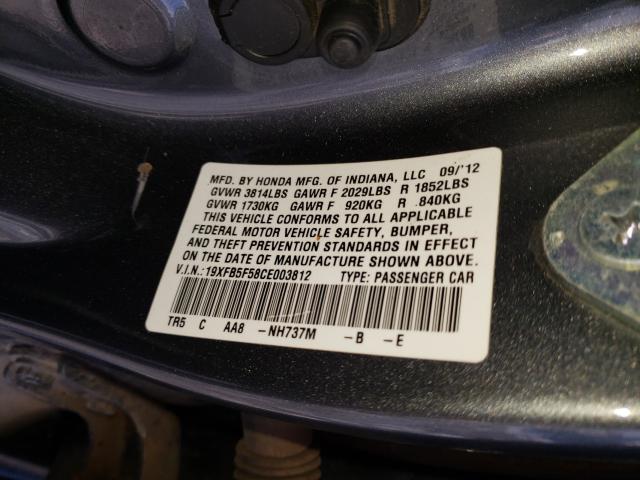 MFD. BY HONDA MFG. OF INDIANA, LLC 09/'12
GVWR 3814LBS GAWR F 2029LBS R 1852LBS
GVWR 1730KG GAWR F 920KG R 840KG
THIS VEHICLE CONFORMS TO ALL APPLICABLE
FEDERAL MOTOR VEHICLE SAFETY, BUMPER,
AND THEFT PREVENTION STANDARDS IN EFFECT
ON THE DATE OF MANUFACTURE SHOWN ABOVE.
V.I.N.:19XFB5F58CE003812 TYPE: PASSENGER CAR
TR5 C AA8 -NH737M -B -E